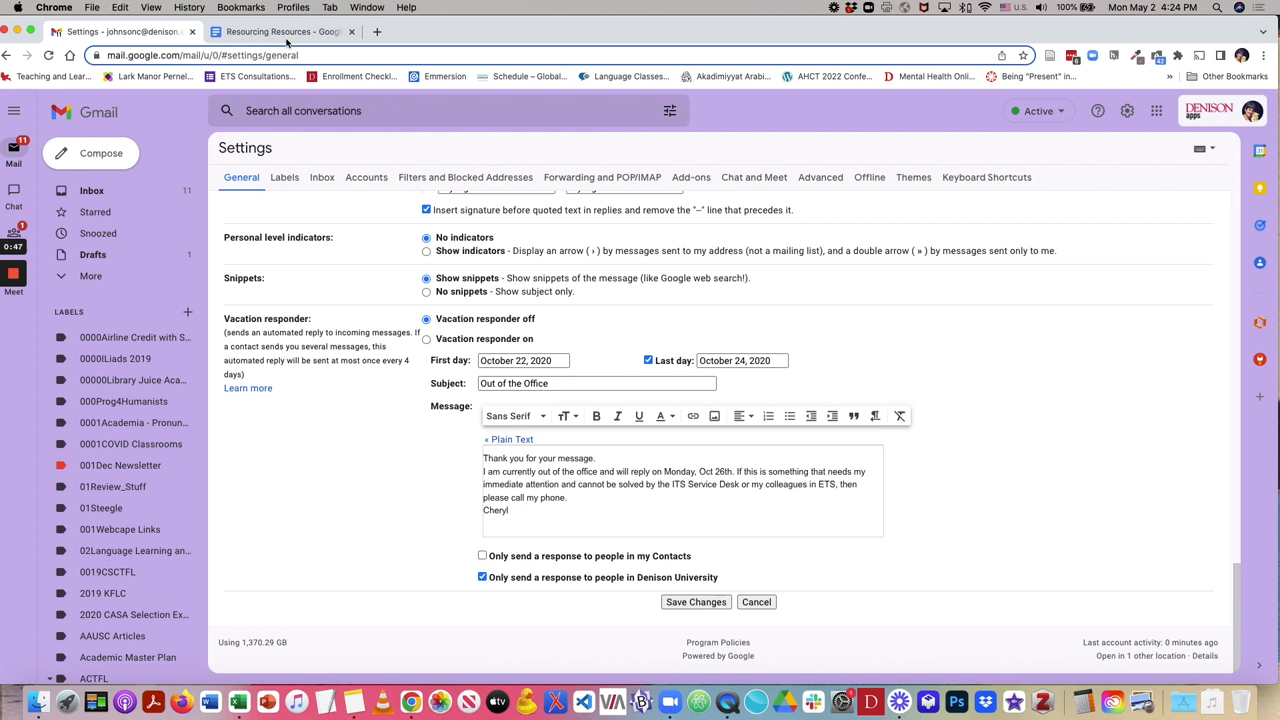 Chrome File Edit View History Bookmarks Profiles Tab Window Help Mon May 2 4:24 PM
Settings - johnsonc@denison.e Resourcing Resources - Googl
mail.google.com/mail/u/0/#settings/general
Teaching and Lear... Lark Manor Pernel... ETS Consultations... Enrollment Checkl... Emmersion Schedule – Global... Language Classes... Akadimiyyat Arabi... AHCT 2022 Confe... Mental Health Onli... Being "Present" in... » Other Bookmarks
Gmail Search all conversations Active DENISON apps
11
Mail
Chat
1
0:47
Meet
Compose
Inbox 11
Starred
Snoozed
Drafts 1
More
LABELS
0000Airline Credit with S...
0000ILiads 2019
00000Library Juice Aca...
000Prog4Humanists
0001Academia - Pronun...
0001COVID Classrooms
001Dec Newsletter
01Review_Stuff
01Steegle
001Webcape Links
02Language Learning an...
0019CSCTFL
2019 KFLC
2020 CASA Selection Ex...
AAUSC Articles
Academic Master Plan
ACTFL
Settings
General Labels Inbox Accounts Filters and Blocked Addresses Forwarding and POP/IMAP Add-ons Chat and Meet Advanced Offline Themes Keyboard Shortcuts
Insert signature before quoted text in replies and remove the "--" line that precedes it.
Personal level indicators: No indicators
Show indicators - Display an arrow ( › ) by messages sent to my address (not a mailing list), and a double arrow ( » ) by messages sent only to me.
Snippets: Show snippets - Show snippets of the message (like Google web search!).
No snippets - Show subject only.
Vacation responder: Vacation responder off
(sends an automated reply to incoming messages. If
a contact sends you several messages, this
automated reply will be sent at most once every 4
days)
Learn more
Vacation responder on
First day: October 22, 2020 Last day: October 24, 2020
Subject: Out of the Office
Message: Sans Serif
« Plain Text
Thank you for your message.
I am currently out of the office and will reply on Monday, Oct 26th. If this is something that needs my
immediate attention and cannot be solved by the ITS Service Desk or my colleagues in ETS, then
please call my phone.
Cheryl
Only send a response to people in my Contacts
Only send a response to people in Denison University
Save Changes Cancel
Using 1,370.29 GB
Program Policies
Powered by Google
Last account activity: 0 minutes ago
Open in 1 other location - Details